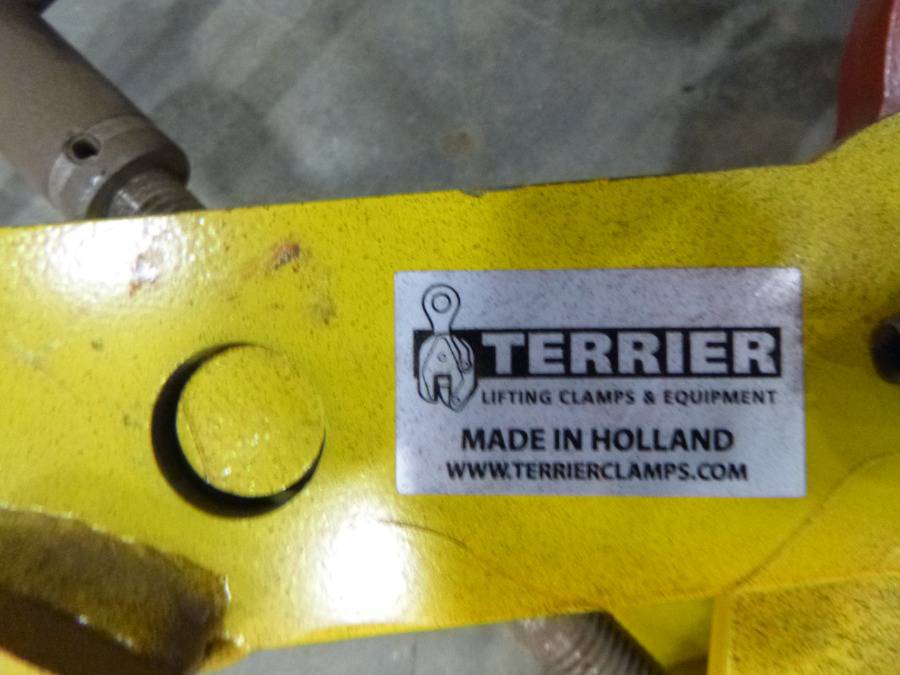 TERRIER
LIFTING CLAMPS & EQUIPMENT
MADE IN HOLLAND
WWW.TERRIERCLAMPS.COM